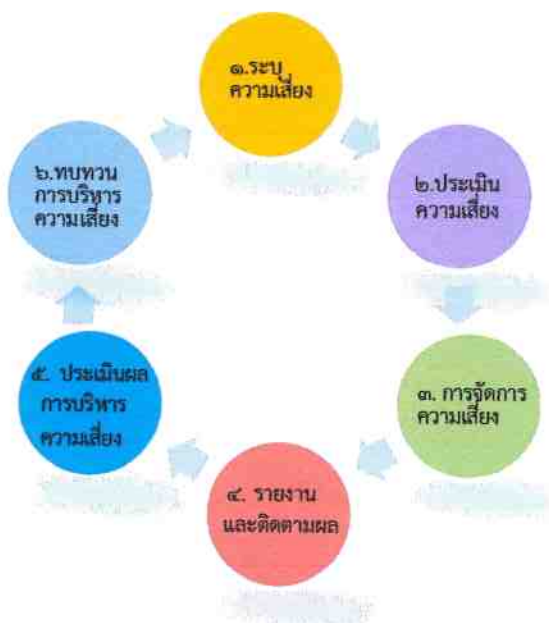 ๑.ระบุ
ความเสี่ยง
๒.ประเมิน
ความเสี่ยง
๓. การจัดการ
ความเสี่ยง
๔. รายงาน
และติดตามผล
๕. ประเมินผล
การบริหาร
ความเสี่ยง
๖.ทบทวน
การบริหาร
ความเสี่ยง